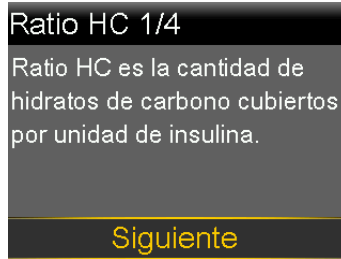 Ratio HC 1/4
Ratio HC es la cantidad de
hidratos de carbono cubiertos
por unidad de insulina.
Siguiente